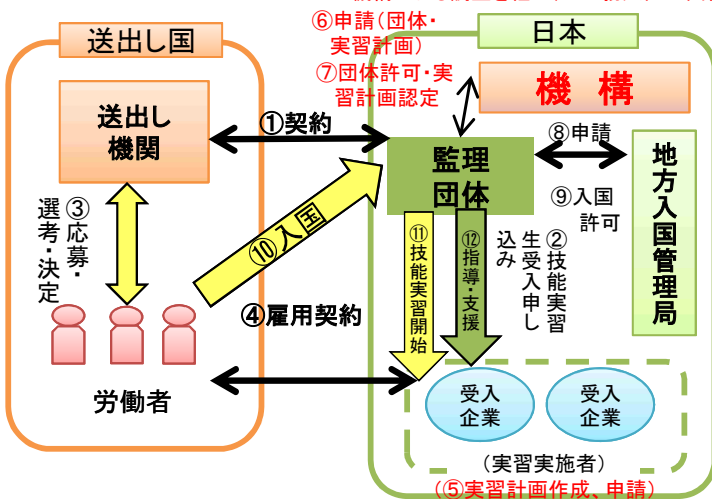 送出し国
送出し
機関
①契約
③応募・
選考・決定
⑩入国
④雇用契約
労働者
⑥申請(団体・
実習計画)
⑦団体許可・実
習計画認定
日本
機 構
監理
団体
⑧申請
⑨入国
許可
地方入国管理局
⑪技能実習開始
⑫指導・支援
②技能実習
生受入申し
込み
受入
企業
受入
企業
(実習実施者)
(⑤実習計画作成、申請)